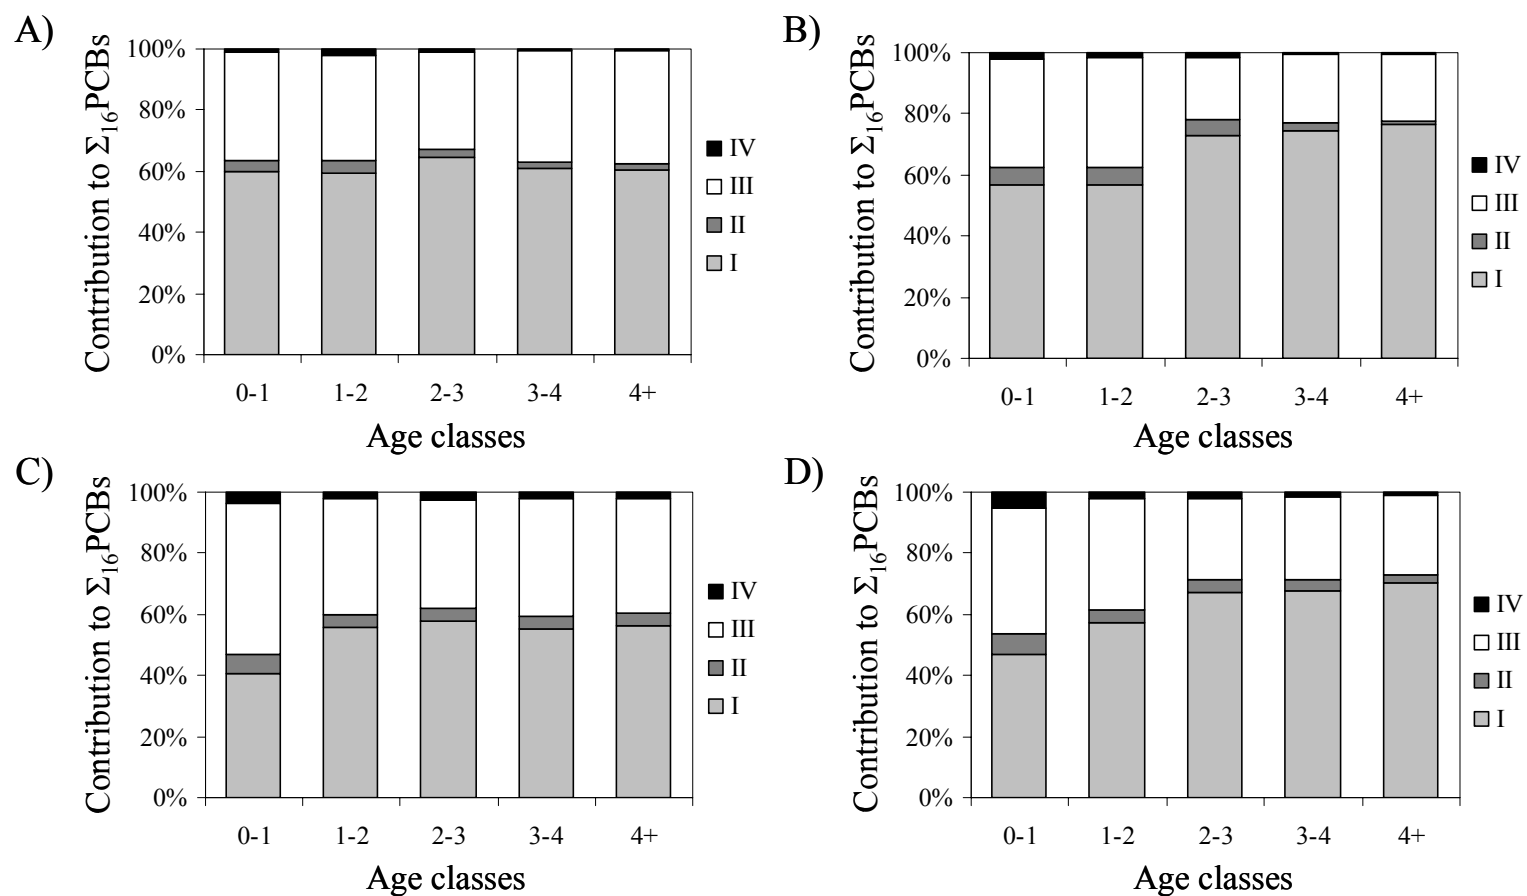 A)
Contribution to Σ16PCBs
100%
80%
60%
40%
20%
0%
0-1 1-2 2-3 3-4 4+
Age classes
IV
III
II
I
B)
Contribution to Σ16PCBs
100%
80%
60%
40%
20%
0%
0-1 1-2 2-3 3-4 4+
Age classes
IV
III
II
I
C)
Contribution to Σ16PCBs
100%
80%
60%
40%
20%
0%
0-1 1-2 2-3 3-4 4+
Age classes
IV
III
II
I
D)
Contribution to Σ16PCBs
100%
80%
60%
40%
20%
0%
0-1 1-2 2-3 3-4 4+
Age classes
IV
III
II
I